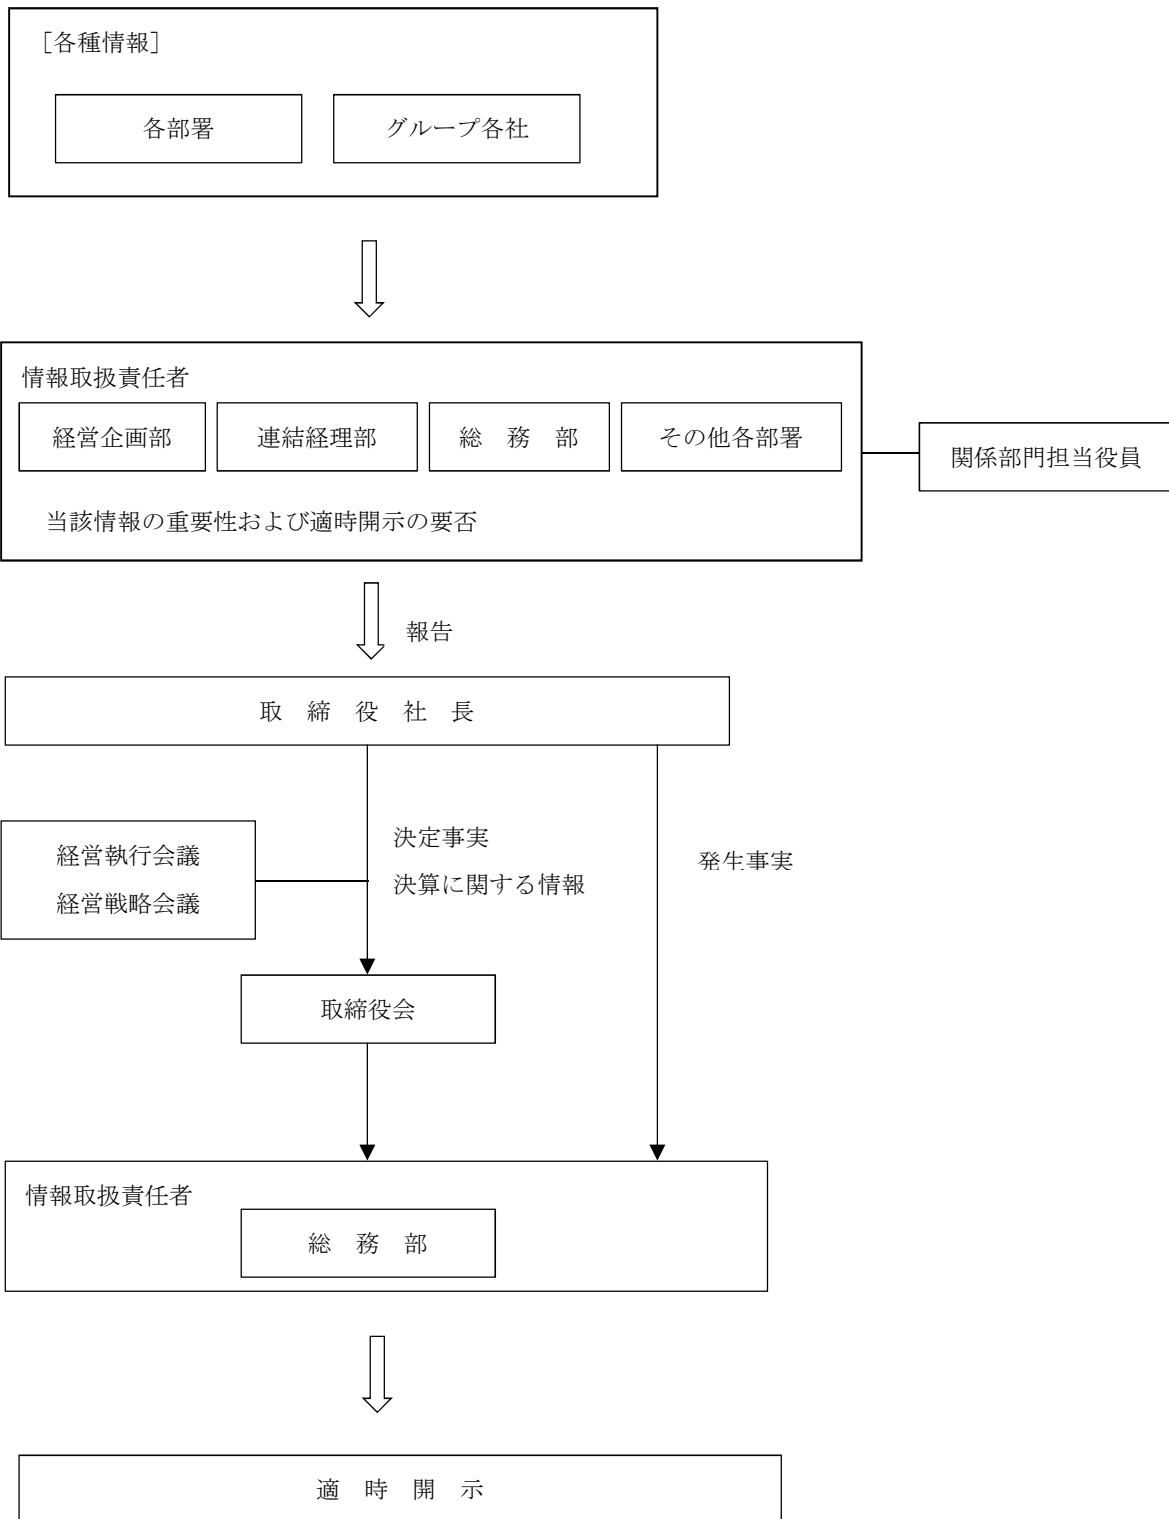 ［各種情報］
各部署
グループ各社
情報取扱責任者
経営企画部
連結経理部
総　務　部
その他各部署
関係部門担当役員
当該情報の重要性および適時開示の要否
報告
取　締　役　社　長
決定事実
経営執行会議
発生事実
決算に関する情報
経営戦略会議
取締役会
情報取扱責任者
総　務　部
適　時　開　示